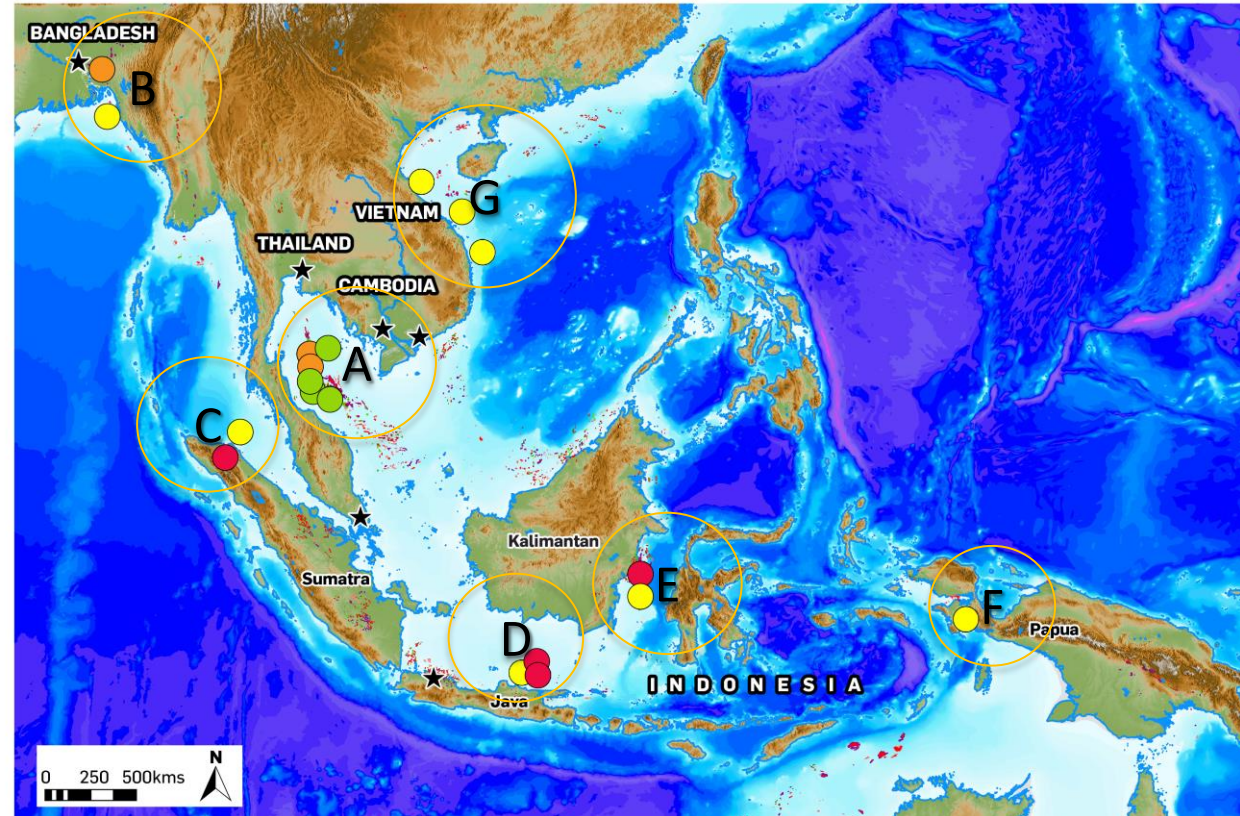 BANGLADESH
B
VIETNAM
G
THAILAND
CAMBODIA
A
C
Kalimantan
Sumatra
E
D
F
Papua
INDONESIA
Java
N
0 250 500kms